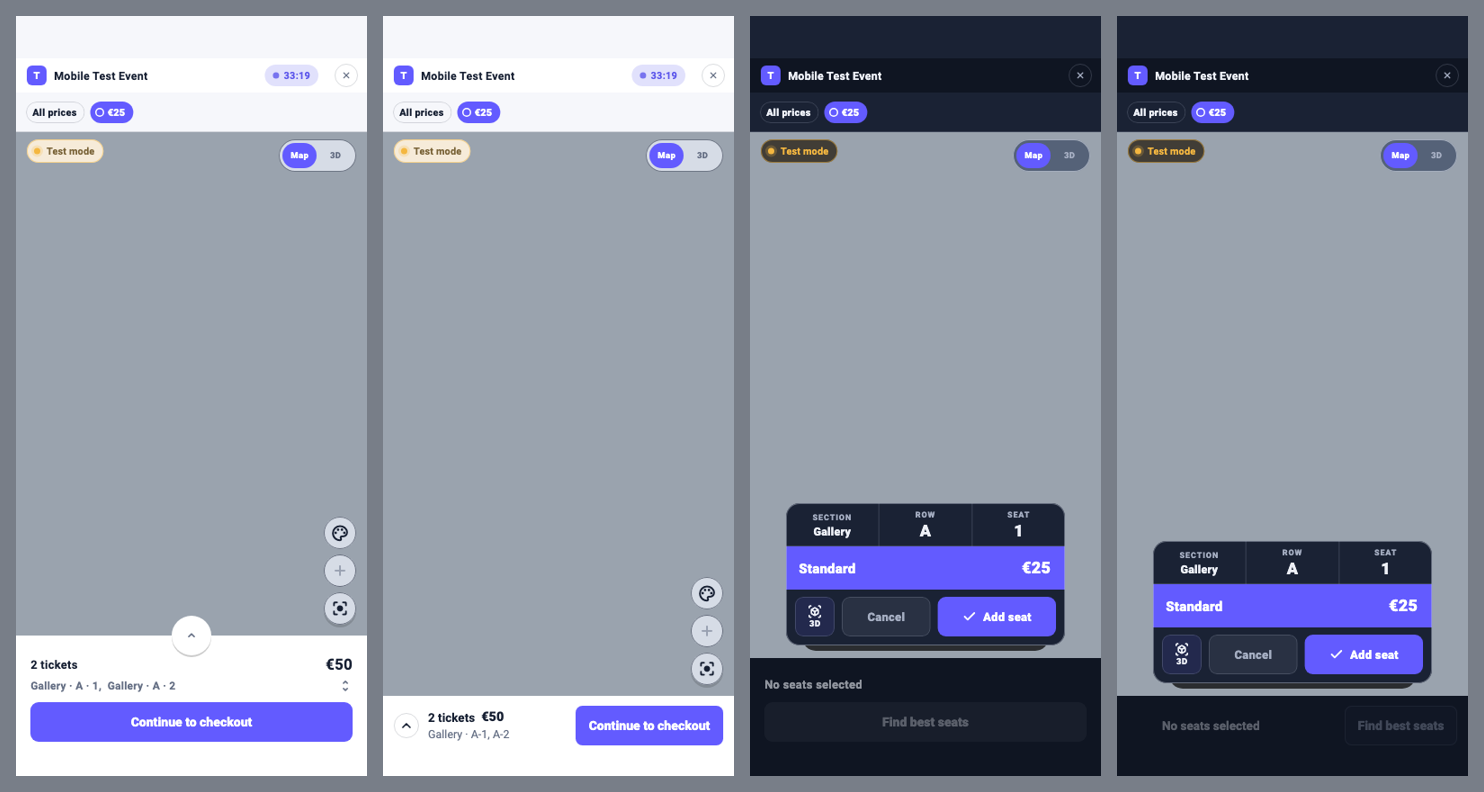 T Mobile Test Event 33:19
All prices €25
Test mode Map 3D
2 tickets €50
Gallery · A · 1, Gallery · A · 2
Continue to checkout
T Mobile Test Event 33:19
All prices €25
Test mode Map 3D
2 tickets €50
Gallery · A-1, A-2
Continue to checkout
T Mobile Test Event
All prices €25
Test mode Map 3D
SECTION ROW SEAT
Gallery A 1
Standard €25
3D Cancel Add seat
No seats selected
Find best seats
T Mobile Test Event
All prices €25
Test mode Map 3D
SECTION ROW SEAT
Gallery A 1
Standard €25
3D Cancel Add seat
No seats selected Find best seats